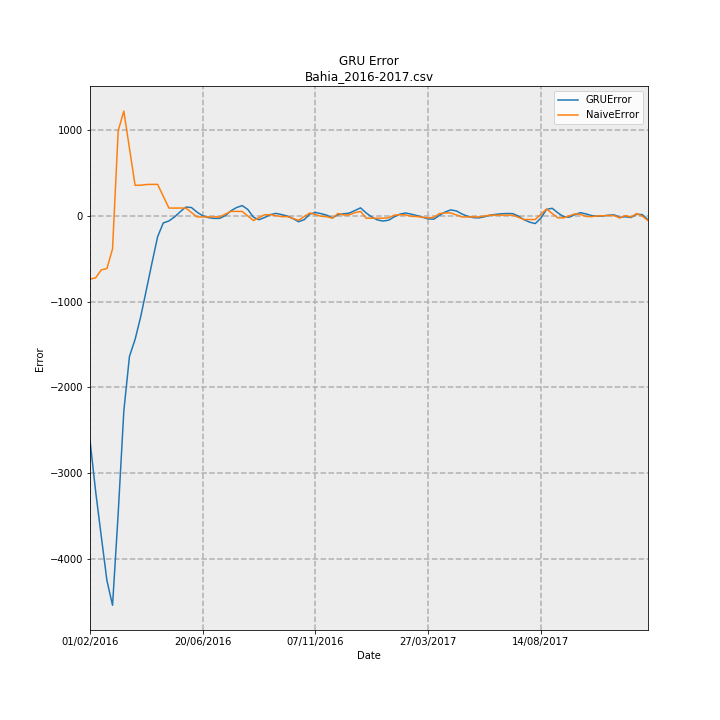 GRU Error
Bahia_2016-2017.csv
GRUError
NaiveError
1000
0
−1000
−2000
−3000
−4000
Error
01/02/2016
20/06/2016
07/11/2016
27/03/2017
14/08/2017
Date